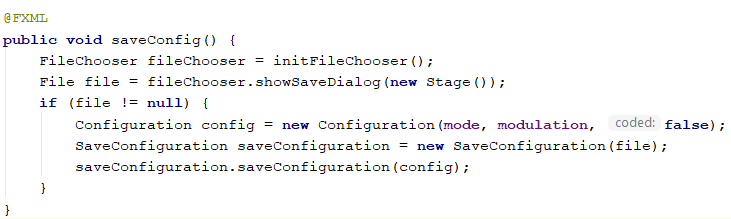 @FXML
public void saveConfig() {
    FileChooser fileChooser = initFileChooser();
    File file = fileChooser.showSaveDialog(new Stage());
    if (file != null) {
        Configuration config = new Configuration(mode, modulation, coded: false);
        SaveConfiguration saveConfiguration = new SaveConfiguration(file);
        saveConfiguration.saveConfiguration(config);
    }
}